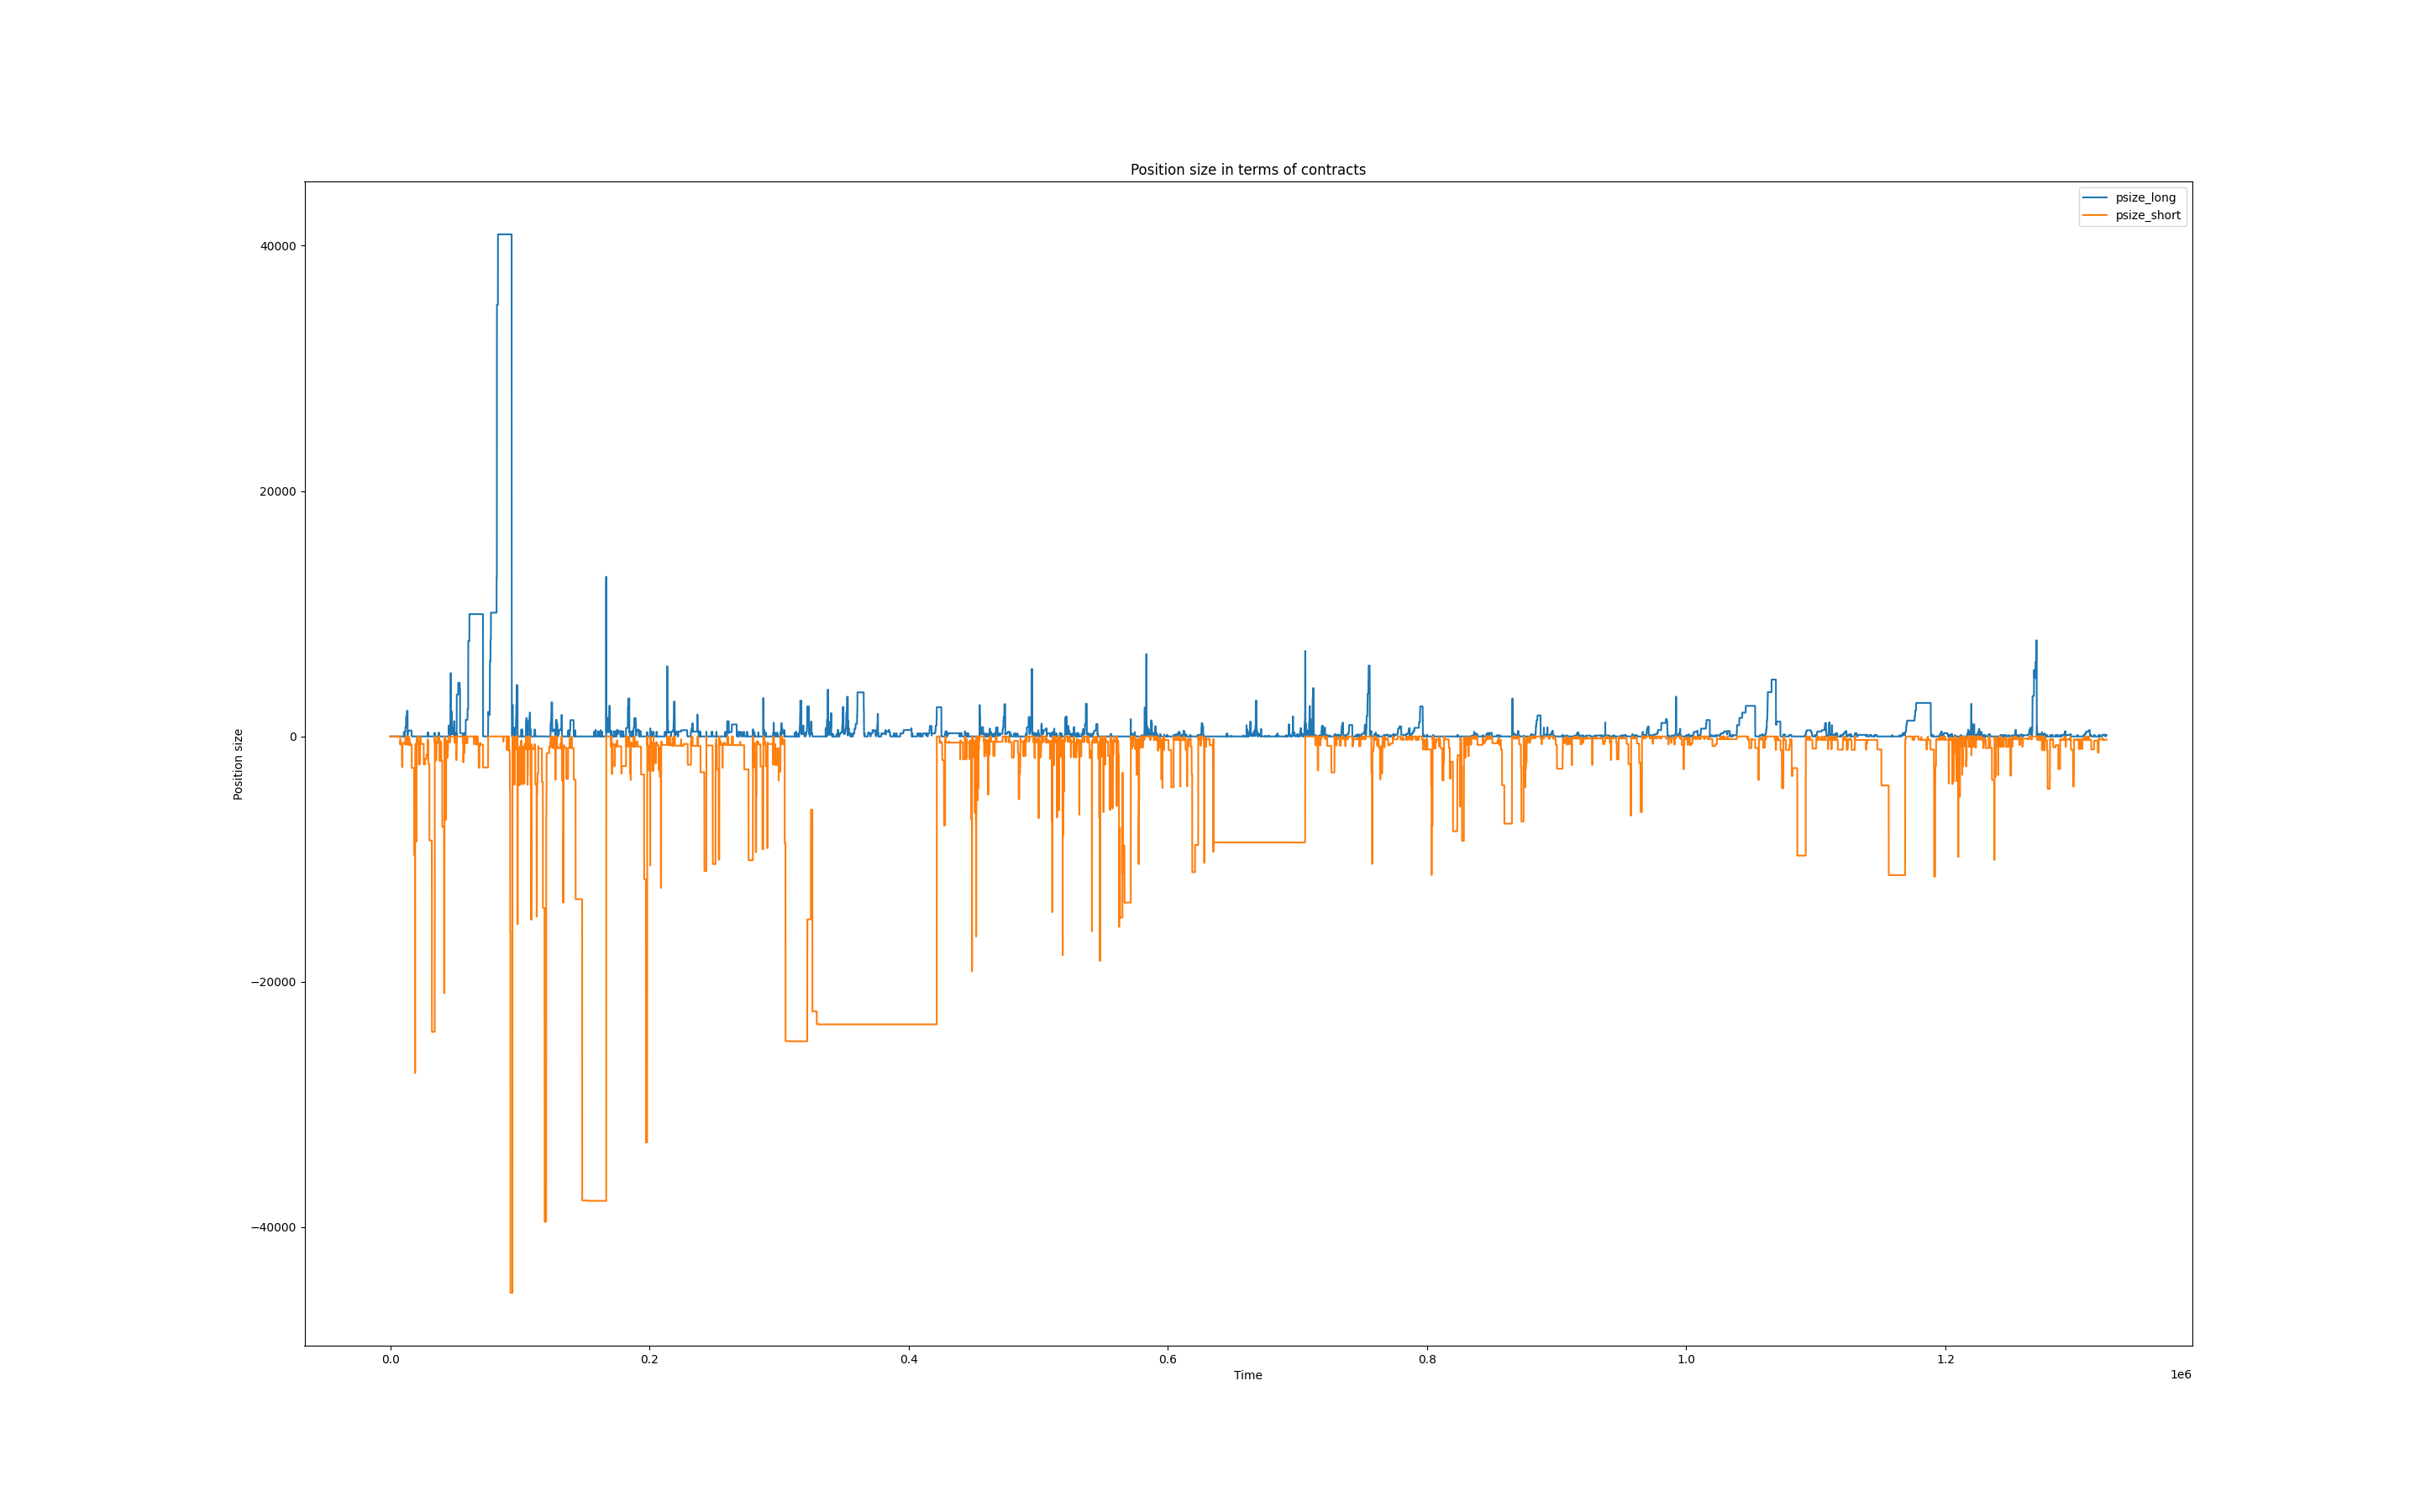 Position size in terms of contracts
psize_long
psize_short
40000
20000
0
−20000
−40000
Position size
0.0
0.2
0.4
0.6
0.8
1.0
1.2
1e6
Time